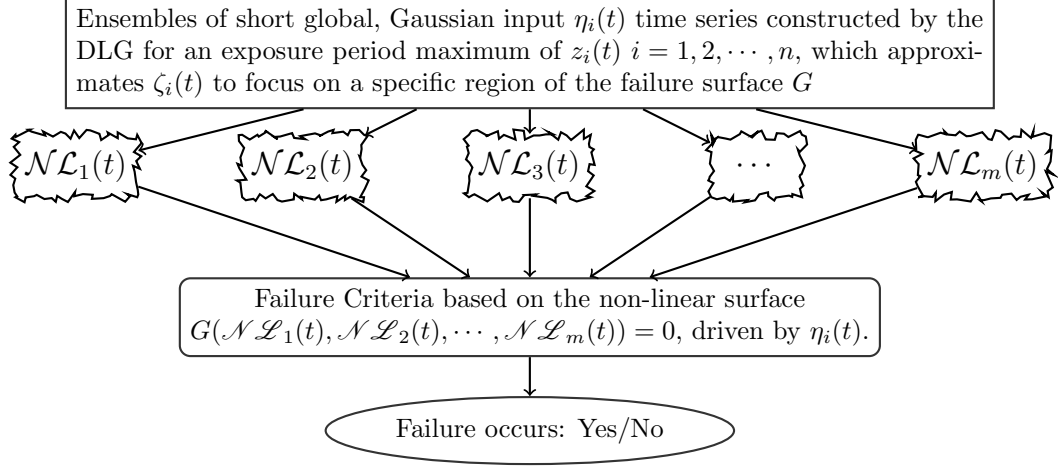 Ensembles of short global, Gaussian input ηᵢ(t) time series constructed by the
DLG for an exposure period maximum of zᵢ(t) i = 1, 2, ⋯ , n, which approxi-
mates ζᵢ(t) to focus on a specific region of the failure surface G
𝒩ℒ₁(t) 𝒩ℒ₂(t) 𝒩ℒ₃(t) ⋯ 𝒩ℒₘ(t)
Failure Criteria based on the non-linear surface
G(𝒩ℒ₁(t), 𝒩ℒ₂(t), ⋯ , 𝒩ℒₘ(t)) = 0, driven by ηᵢ(t).
Failure occurs: Yes/No